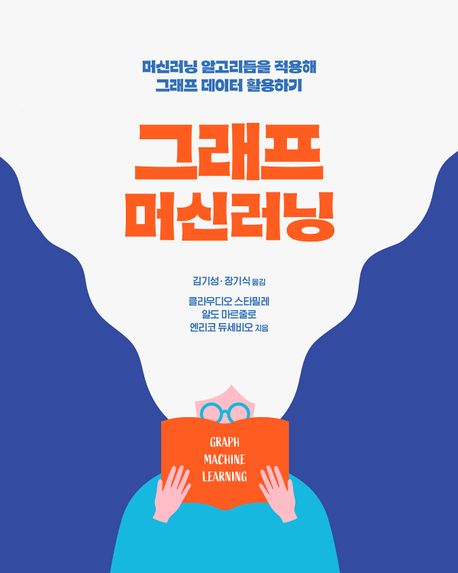 머신러닝 알고리듬을 적용해
그래프 데이터 활용하기
그래프
머신러닝
김기성·장기식 옮김
클라우디오 스타밀레
알도 마르줄로
엔리코 듀세비오 지음
GRAPH
MACHINE
LEARNING